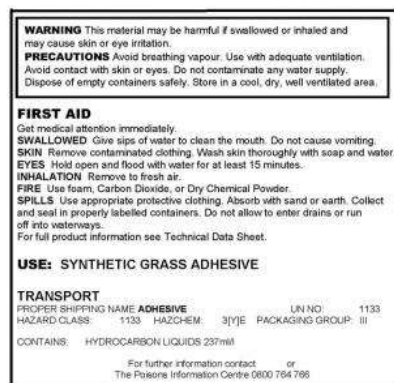 WARNING This material may be harmful if swallowed or inhaled and
may cause skin or eye irritation.
PRECAUTIONS Avoid breathing vapour. Use with adequate ventilation.
Avoid contact with skin or eyes. Do not contaminate any water supply.
Dispose of empty containers safely. Store in a cool, dry, well ventilated area.
FIRST AID
Get medical attention immediately.
SWALLOWED Give sips of water to clean the mouth. Do not cause vomiting.
SKIN Remove contaminated clothing. Wash skin thoroughly with soap and water
EYES Hold open and flood with water for at least 15 minutes.
INHALATION Remove to fresh air.
FIRE Use foam, Carbon Dioxide, or Dry Chemical Powder.
SPILLS Use appropriate protective clothing. Absorb with sand or earth. Collect
and seal in properly labelled containers. Do not allow to enter drains or run
off into waterways.
For full product information see Technical Data Sheet.
USE: SYNTHETIC GRASS ADHESIVE
TRANSPORT
PROPER SHIPPING NAME ADHESIVE UN NO: 1133
HAZARD CLASS: 1133 HAZCHEM: 3[Y]E PACKAGING GROUP: III
CONTAINS: HYDROCARBON LIQUIDS 237ml/l
For further information contact or
The Poisons Information Centre 0800 764 766